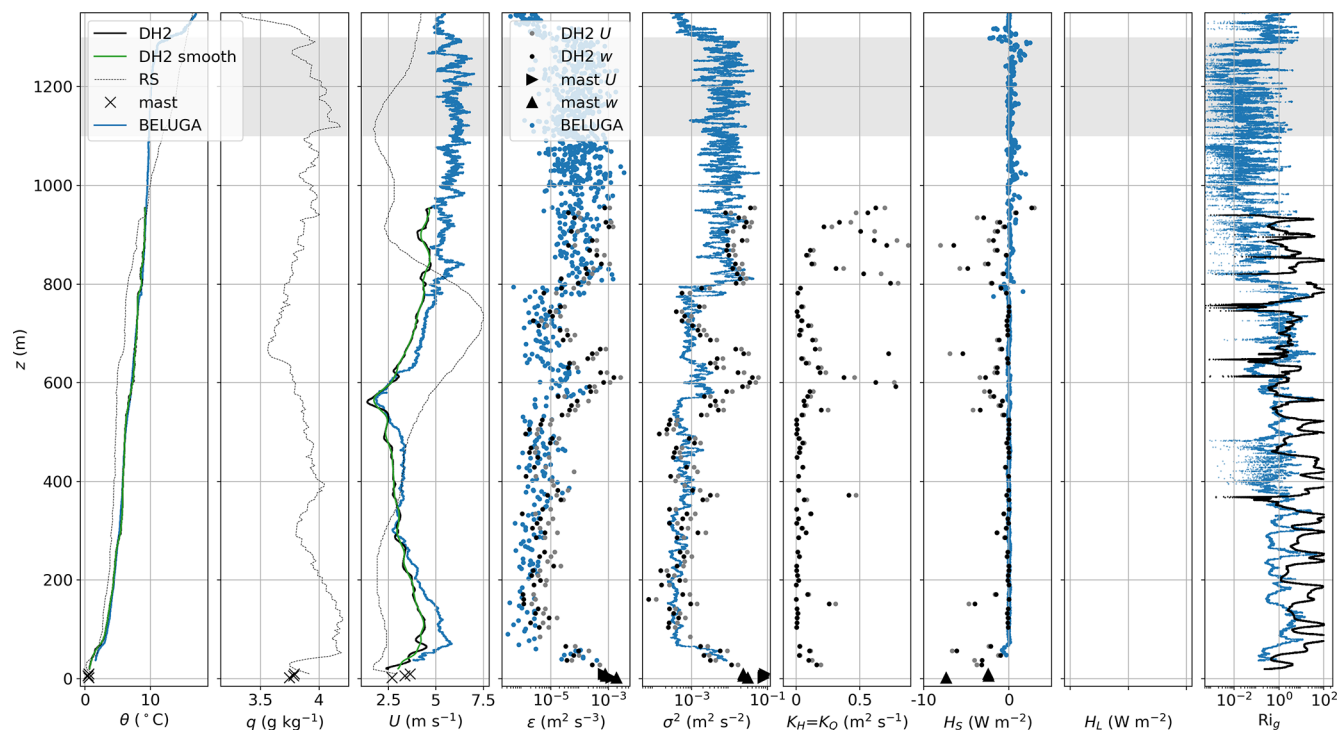 DH2
DH2 smooth
RS
mast
BELUGA
DH2 U
DH2 w
mast U
mast w
BELUGA
z (m)
1200
1000
800
600
400
200
0
0 10
3.5 4
2.5 5 7.5
10⁻⁵ 10⁻³
10⁻³ 10⁻¹
0
-10 0
10⁻² 10⁰ 10²
θ (°C)
q (g kg⁻¹)
U (m s⁻¹)
ε (m² s⁻³)
σ² (m² s⁻²)
K_H=K_Q (m² s⁻¹)
H_S (W m⁻²)
H_L (W m⁻²)
Ri_g